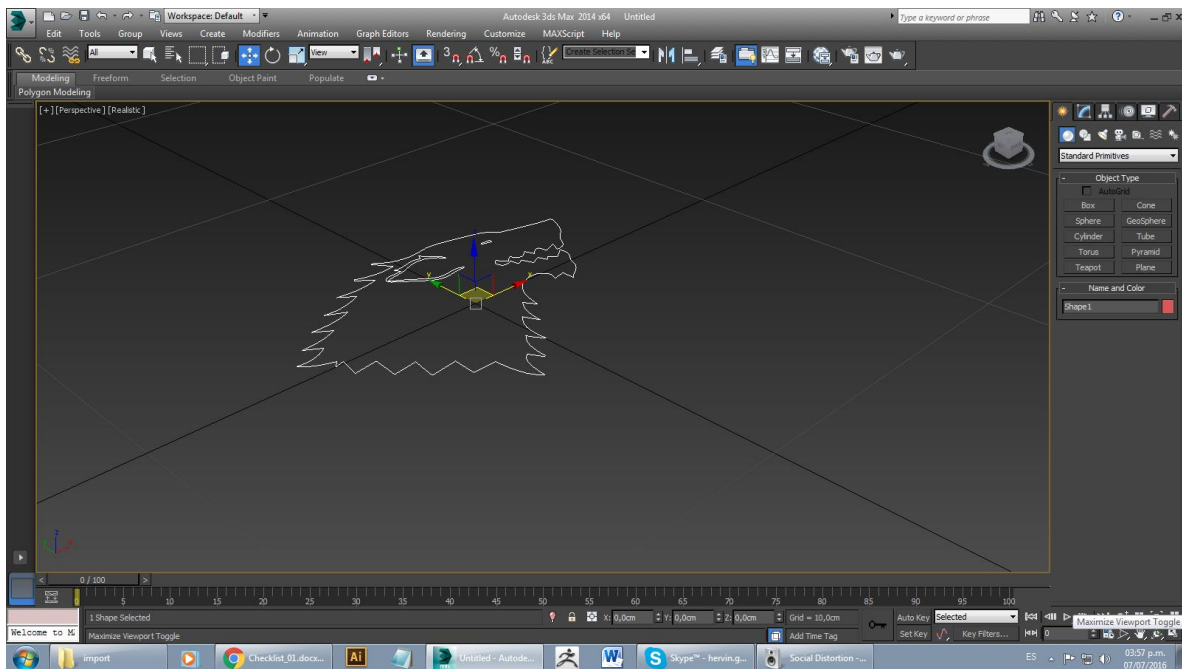 Workspace: Default
Autodesk 3ds Max 2014 x64 Untitled
Type a keyword or phrase
Edit Tools Group Views Create Modifiers Animation Graph Editors Rendering Customize MAXScript Help
All
View
3
Create Selection Se
ABC
Modeling Freeform Selection Object Paint Populate
Polygon Modeling
[+] [Perspective] [Realistic]
Standard Primitives
- Object Type
AutoGrid
Box Cone
Sphere GeoSphere
Cylinder Tube
Torus Pyramid
Teapot Plane
- Name and Color
Shape1
z
y
x
0 / 100
0 5 10 15 20 25 30 35 40 45 50 55 60 65 70 75 80 85 90 95 100
1 Shape Selected
X: 0,0cm Y: 0,0cm Z: 0,0cm Grid = 10,0cm
Auto Key Selected
Welcome to M
Maximize Viewport Toggle
Add Time Tag
Set Key Key Filters... 0
Maximize Viewport Toggle
import
Checklist_01.docx...
Ai
Untitled - Autode...
W
Skype™ - hervin.g...
Social Distortion -...
ES
03:57 p.m.
07/07/2016